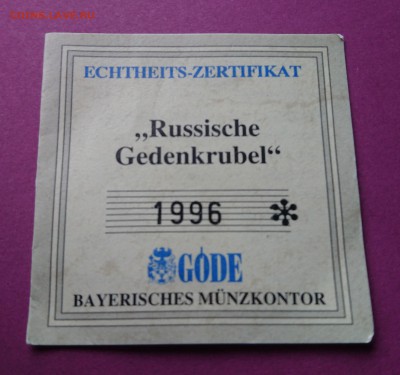 ECHTHEITS-ZERTIFIKAT
„Russische
Gedenkrubel“
1996
GÖDE
BAYERISCHES MÜNZKONTOR